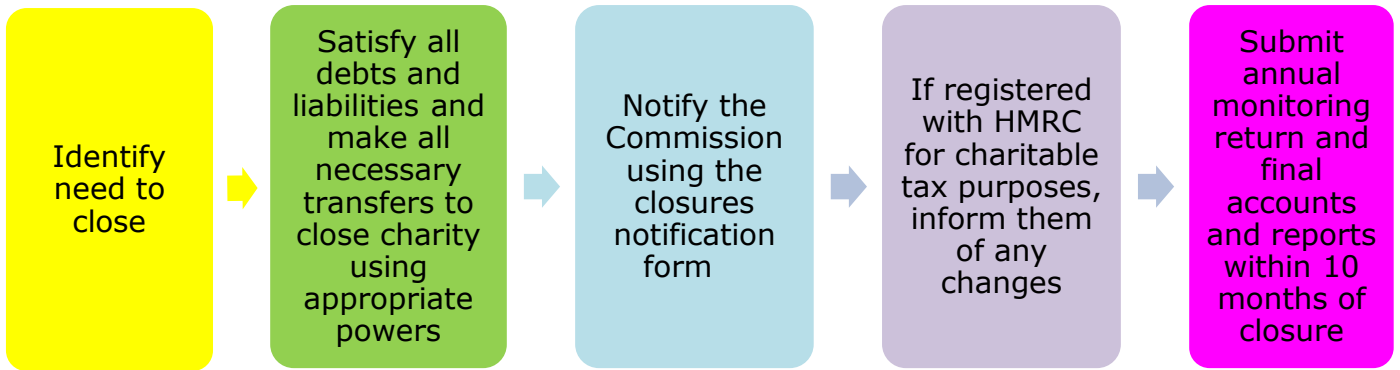 Identify
need to
close
Satisfy all
debts and
liabilities and
make all
necessary
transfers to
close charity
using
appropriate
powers
Notify the
Commission
using the
closures
notification
form
If registered
with HMRC
for charitable
tax purposes,
inform them
of any
changes
Submit
annual
monitoring
return and
final
accounts
and reports
within 10
months of
closure